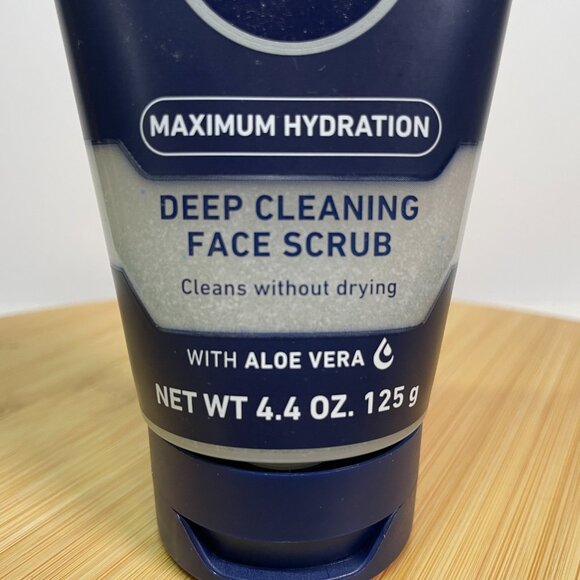 MAXIMUM HYDRATION
DEEP CLEANING
FACE SCRUB
Cleans without drying
WITH ALOE VERA
NET WT 4.4 OZ. 125 g